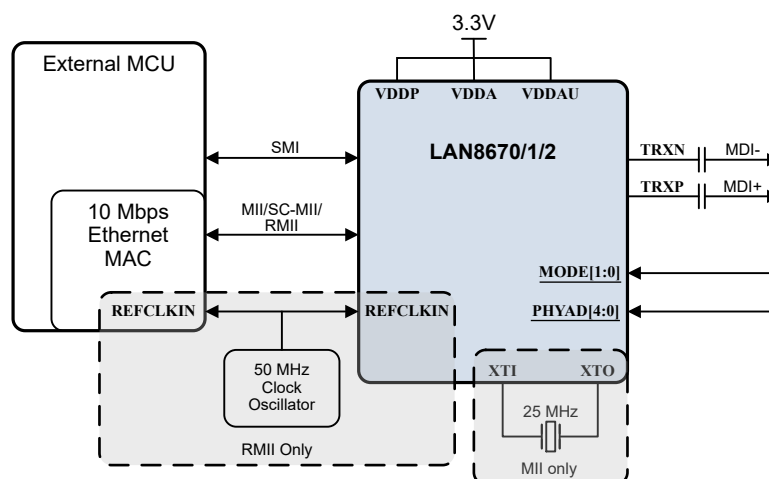 3.3V
External MCU
VDDP VDDA VDDAU
LAN8670/1/2
SMI
TRXN MDI-
TRXP MDI+
10 Mbps
Ethernet
MAC
MII/SC-MII/
RMII
MODE[1:0]
REFCLKIN REFCLKIN
PHYAD[4:0]
50 MHz
Clock
Oscillator
XTI XTO
25 MHz
RMII Only
MII only